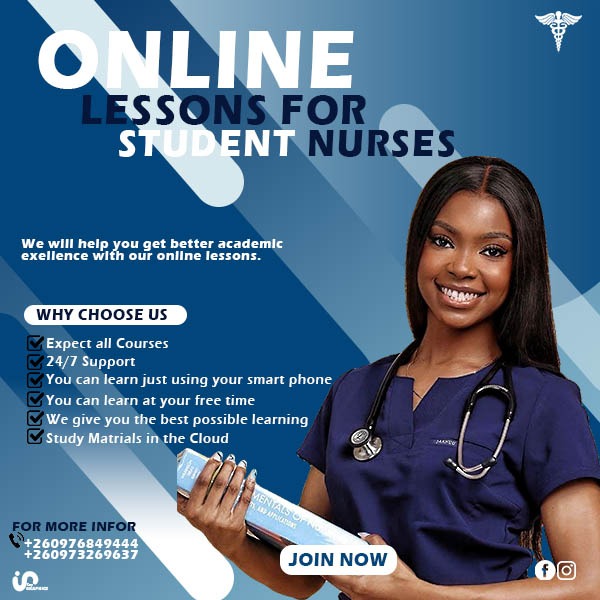 ONLINE
LESSONS FOR
STUDENT NURSES
We will help you get better academic
exellence with our online lessons.
WHY CHOOSE US
Expect all Courses
24/7 Support
You can learn just using your smart phone
You can learn at your free time
We give you the best possible learning
Study Matrials in the Cloud
FOR MORE INFOR
+260976849444
+260973269637
JOIN NOW
GRAPHICS